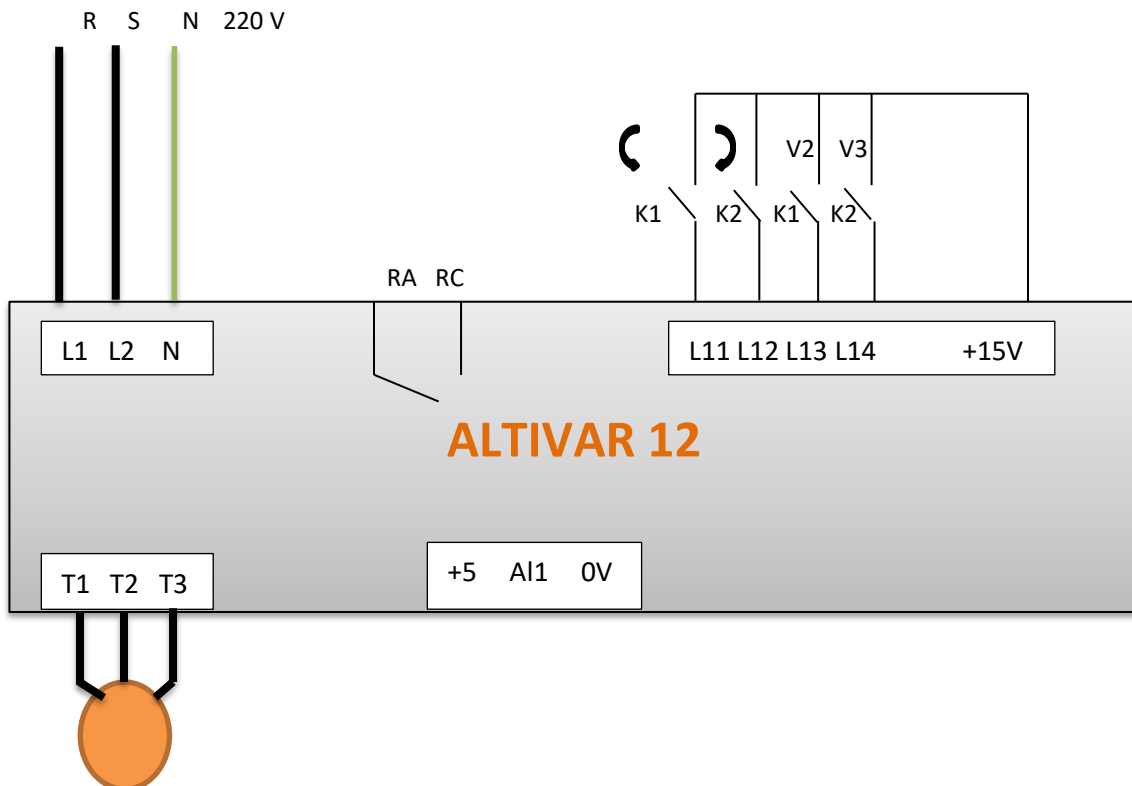 R S N 220 V
V2 V3
K1 K2 K1 K2
RA RC
L1 L2 N
L11 L12 L13 L14 +15V
ALTIVAR 12
+5 Al1 0V
T1 T2 T3